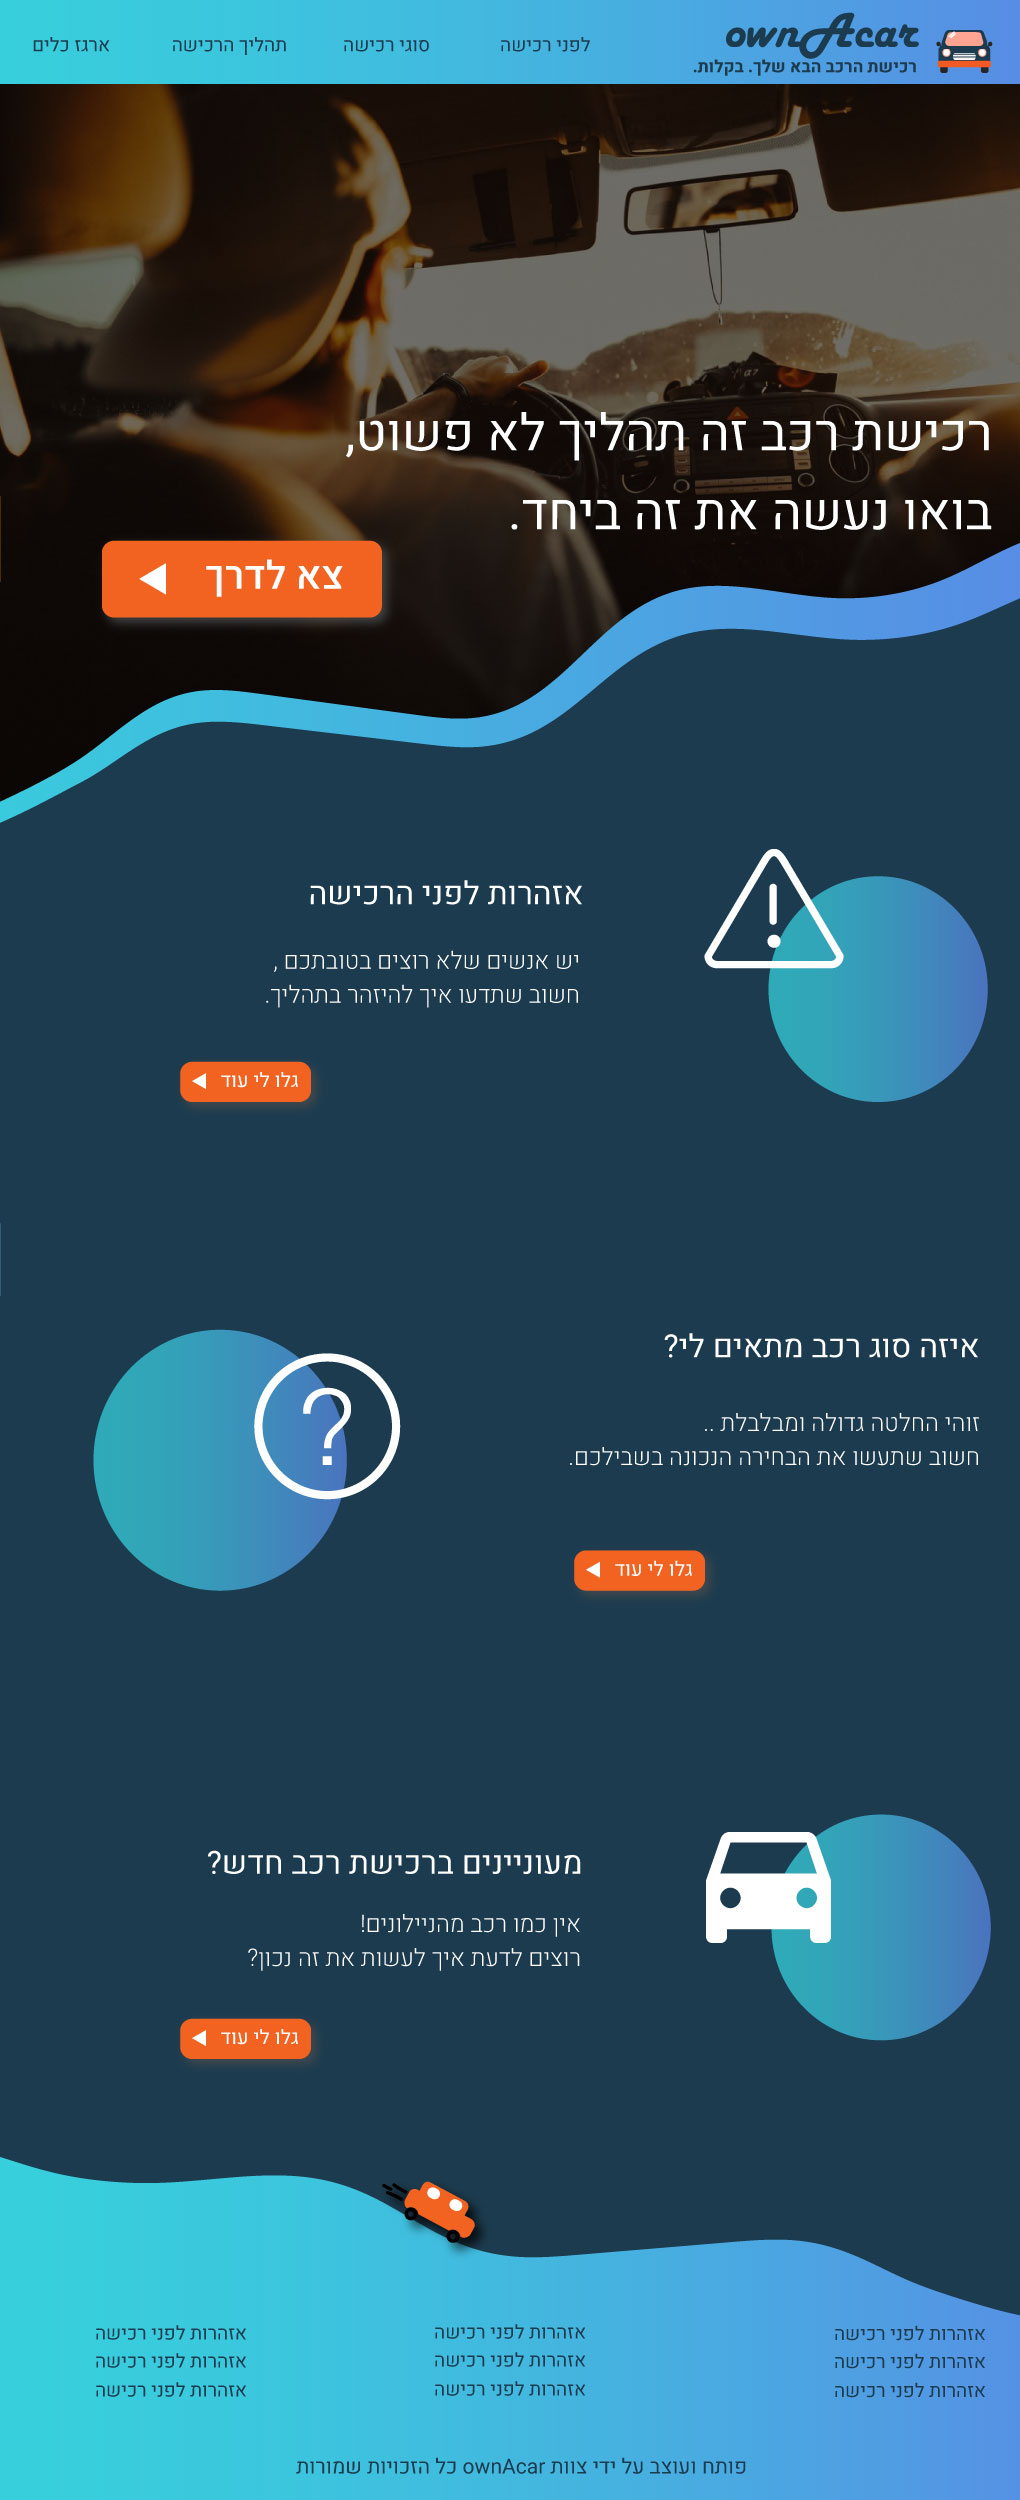 ownAcar
רכישת הרכב הבא שלך. בקלות.
לפני רכישה
סוגי רכישה
תהליך הרכישה
ארגז כלים
רכישת רכב זה תהליך לא פשוט,
בואו נעשה את זה ביחד.
צא לדרך
אזהרות לפני הרכישה
יש אנשים שלא רוצים בטובתכם ,
חשוב שתדעו איך להיזהר בתהליך.
גלו לי עוד
איזה סוג רכב מתאים לי?
זוהי החלטה גדולה ומבלבלת ..
חשוב שתעשו את הבחירה הנכונה בשבילכם.
גלו לי עוד
מעוניינים ברכישת רכב חדש?
אין כמו רכב מהניילונים!
רוצים לדעת איך לעשות את זה נכון?
גלו לי עוד
אזהרות לפני רכישה
אזהרות לפני רכישה
אזהרות לפני רכישה
אזהרות לפני רכישה
אזהרות לפני רכישה
אזהרות לפני רכישה
אזהרות לפני רכישה
אזהרות לפני רכישה
אזהרות לפני רכישה
פותח ועוצב על ידי צוות ownAcar כל הזכויות שמורות